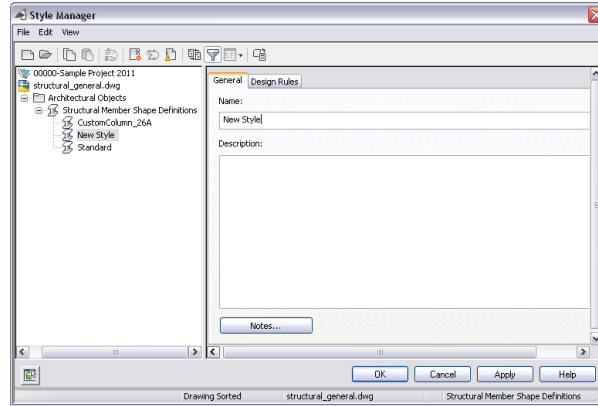 Style Manager
File Edit View
00000-Sample Project 2011
structural_general.dwg
Architectural Objects
Structural Member Shape Definitions
CustomColumn_26A
New Style
Standard
General Design Rules
Name:
New Style
Description:
Notes...
OK Cancel Apply Help
Drawing Sorted structural_general.dwg Structural Member Shape Definitions